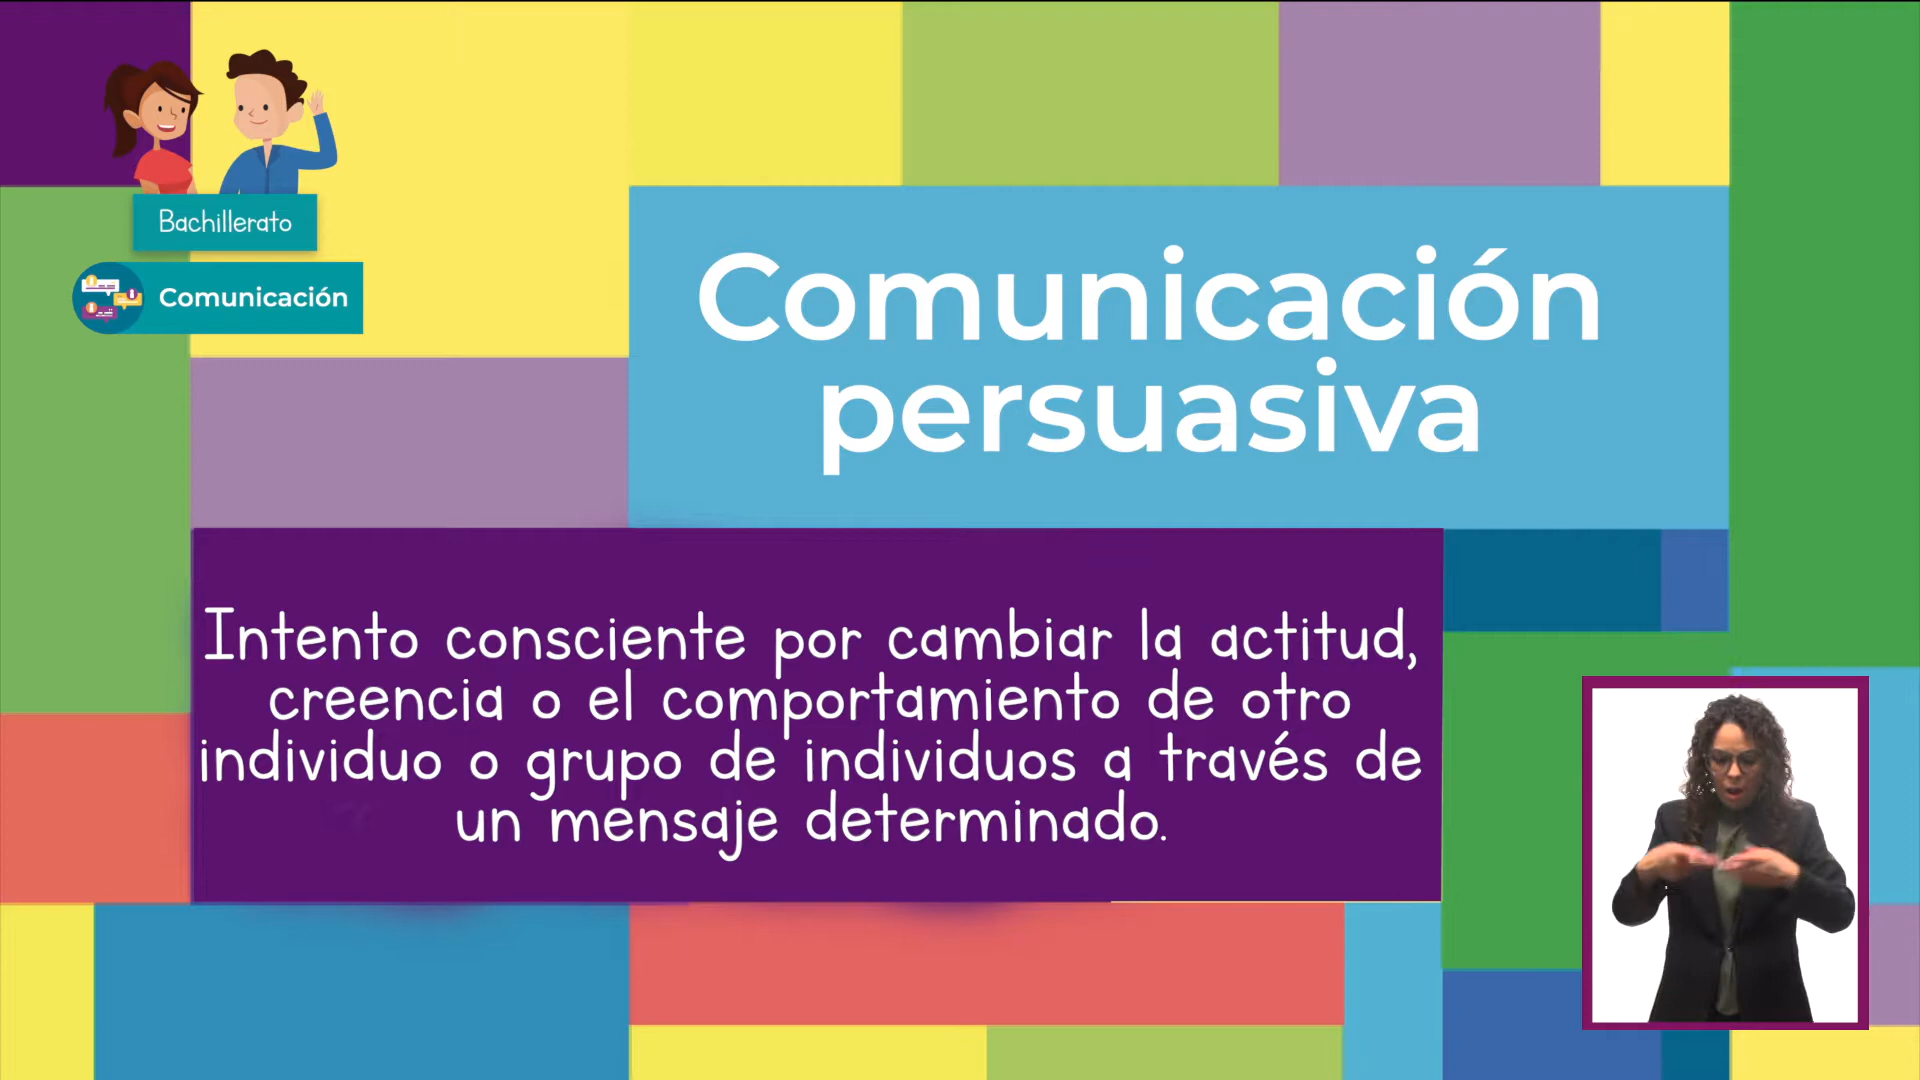 Bachillerato
Comunicación
Comunicación
persuasiva
Intento consciente por cambiar la actitud,
creencia o el comportamiento de otro
individuo o grupo de individuos a través de
un mensaje determinado.